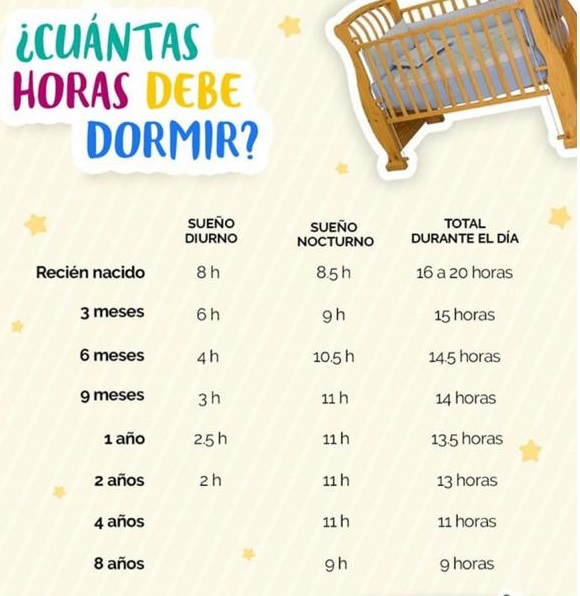 ¿CUÁNTAS
HORAS DEBE
DORMIR?
SUEÑO DIURNO SUEÑO NOCTURNO TOTAL DURANTE EL DÍA
Recién nacido 8 h 8.5 h 16 a 20 horas
3 meses 6 h 9 h 15 horas
6 meses 4 h 10.5 h 14.5 horas
9 meses 3 h 11 h 14 horas
1 año 2.5 h 11 h 13.5 horas
2 años 2 h 11 h 13 horas
4 años 11 h 11 horas
8 años 9 h 9 horas